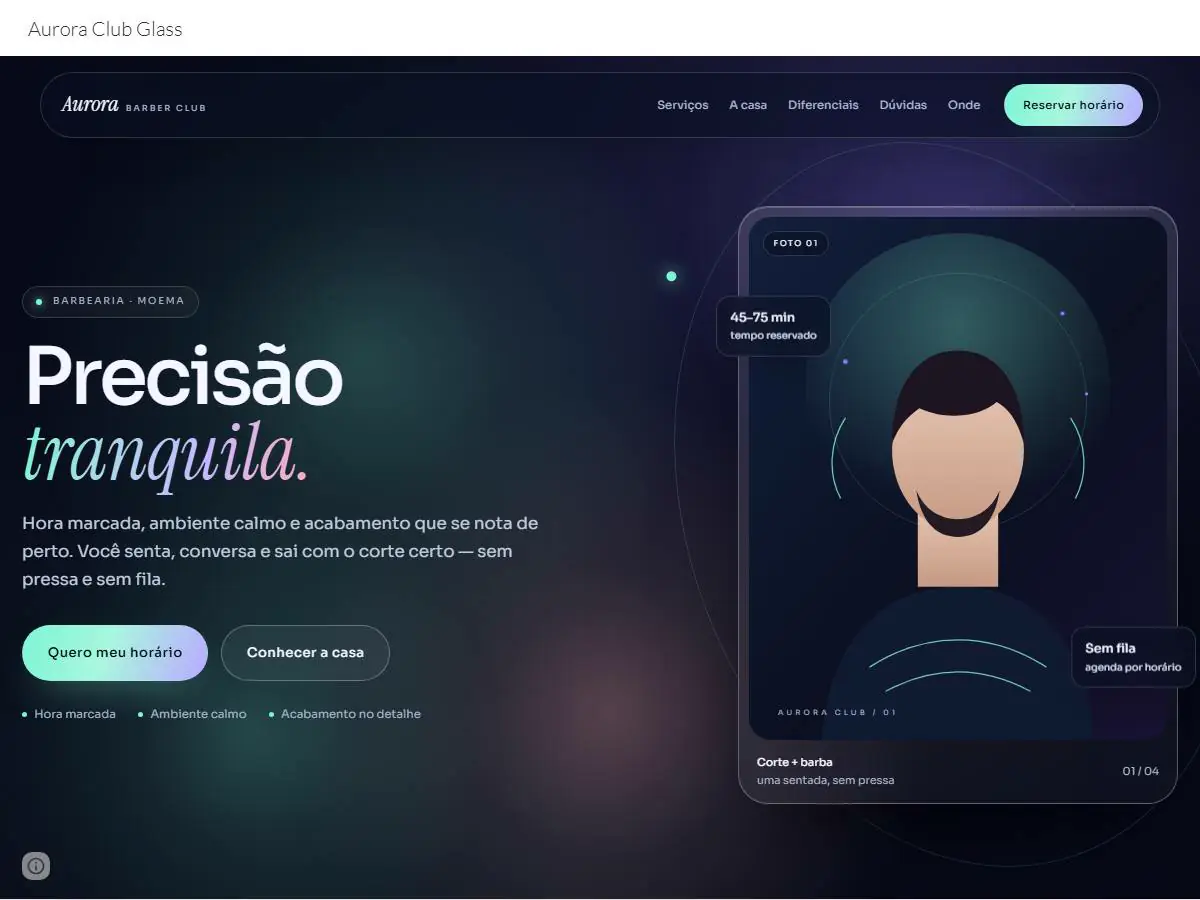 Aurora Club Glass
Aurora BARBER CLUB
Serviços
A casa
Diferenciais
Dúvidas
Onde
Reservar horário
BARBEARIA · MOEMA
Precisão
tranquila.
Hora marcada, ambiente calmo e acabamento que se nota de
perto. Você senta, conversa e sai com o corte certo — sem
pressa e sem fila.
Quero meu horário
Conhecer a casa
Hora marcada
Ambiente calmo
Acabamento no detalhe
FOTO 01
45–75 min
tempo reservado
Sem fila
agenda por horário
AURORA CLUB / 01
Corte + barba
uma sentada, sem pressa
01 / 04